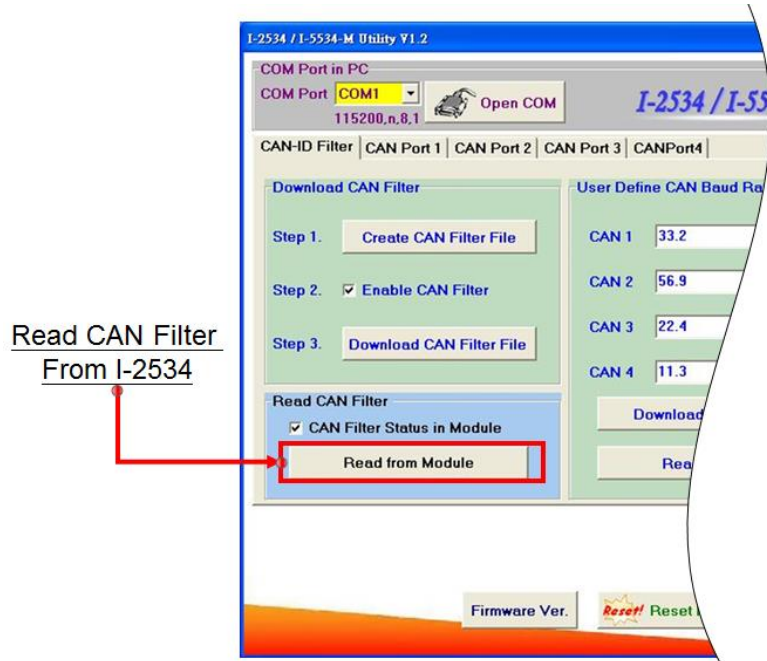 I-2534 / I-5534-M Utility V1.2
COM Port in PC
COM Port COM1 Open COM
115200,n,8,1
I-2534 / I-55
CAN-ID Filter CAN Port 1 CAN Port 2 CAN Port 3 CANPort4
Download CAN Filter
Step 1. Create CAN Filter File
Step 2. Enable CAN Filter
Step 3. Download CAN Filter File
User Define CAN Baud Ra
CAN 1 33.2
CAN 2 56.9
CAN 3 22.4
CAN 4 11.3
Download
Rea
Read CAN Filter
From I-2534
Read CAN Filter
CAN Filter Status in Module
Read from Module
Firmware Ver.
Reset! Reset